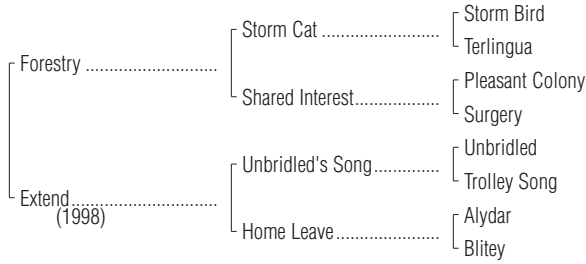 Storm Bird
Storm Cat ..............................
Terlingua
Forestry ..................................
Pleasant Colony
Shared Interest......................
Surgery
Unbridled
Unbridled's Song.................
Trolley Song
Extend.....................................
(1998)
Alydar
Home Leave..........................
Blitey